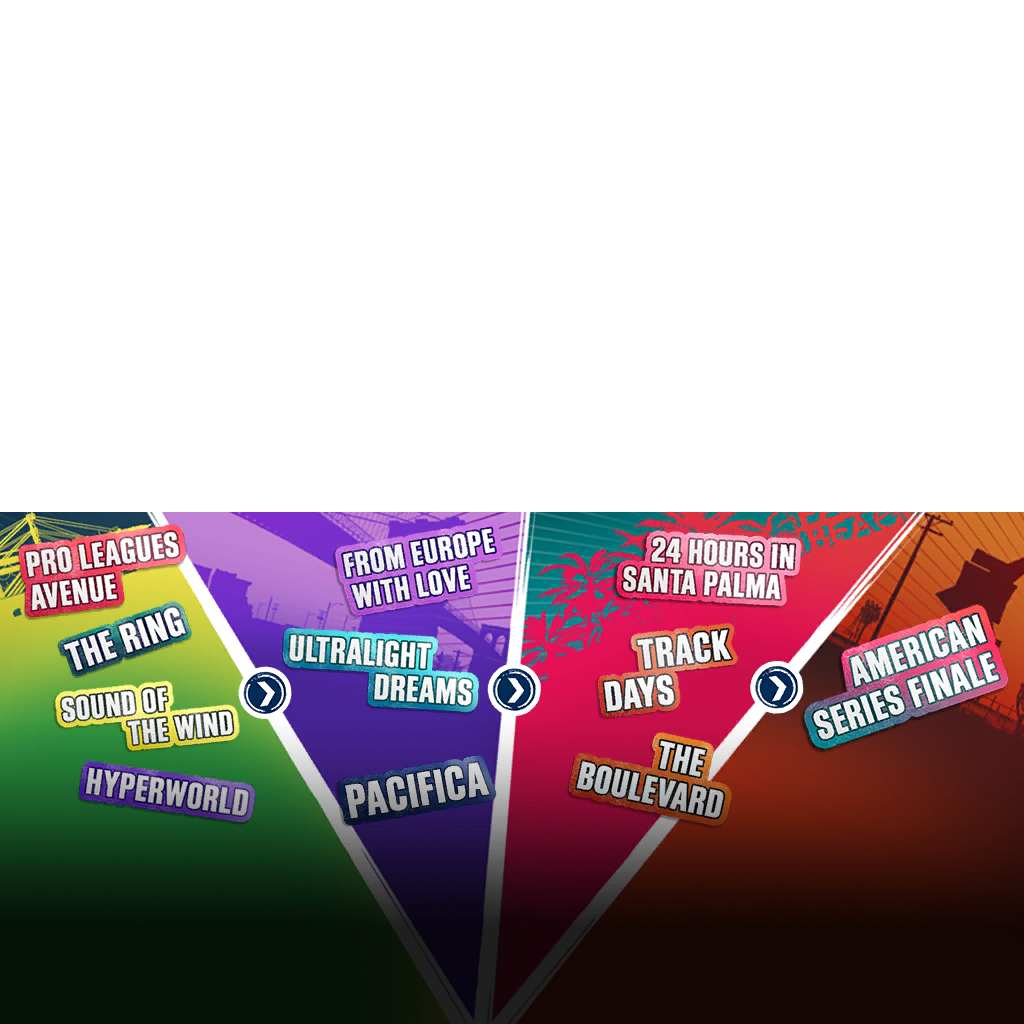 PRO LEAGUES
AVENUE
THE RING
SOUND OF
THE WIND
HYPERWORLD
FROM EUROPE
WITH LOVE
ULTRALIGHT
DREAMS
PACIFICA
24 HOURS IN
SANTA PALMA
TRACK
DAYS
THE
BOULEVARD
AMERICAN
SERIES FINALE